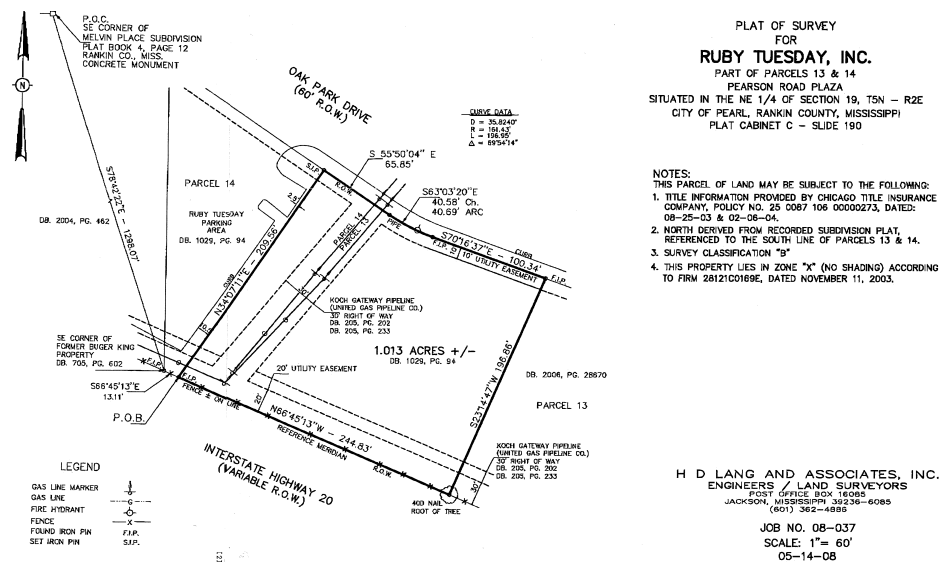 P.O.C.
SE CORNER OF
MELVIN PLACE SUBDIVISION
PLAT BOOK 4, PAGE 12
RANKIN CO., MISS.
CONCRETE MONUMENT
N
OAK PARK DRIVE
(60' R.O.W.)
CURVE DATA
D = 35.8240'
R = 161.43'
L = 196.95'
Δ = 69°54'14"
S 55°50'04" E
65.85'
S.I.P.
R.O.W.
S63°03'20"E
40.58' Ch.
40.69' ARC
PIPE
S70°16'37"E - 100.34'
CURB
F.I.P.
10' UTILITY EASEMENT
10'
F.I.P.
S78°42'22"E - 1298.07'
PARCEL 14
DB. 2004, PG. 462
RUBY TUESDAY
PARKING
AREA
DB. 1029, PG. 94
2.8'
CURB
N34°07'11"E 209.56'
PARCEL 14
PARCEL 13
30'
KOCH GATEWAY PIPELINE
(UNITED GAS PIPELINE CO.)
30' RIGHT OF WAY
DB. 205, PG. 202
DB. 205, PG. 233
1.013 ACRES +/-
DB. 1029, PG. 94
S23°14'47"W 196.86'
DB. 2006, PG. 28670
PARCEL 13
SE CORNER OF
FORMER BUGER KING
PROPERTY
DB. 705, PG. 602
F.I.P.
S66°45'13"E
13.11'
P.O.B.
F.I.P.
FENCE ± ON LINE
20' UTILITY EASEMENT
20'
N66°45'13"W - 244.83'
REFERENCE MERIDIAN
R.O.W.
INTERSTATE HIGHWAY 20
(VARIABLE R.O.W.)
KOCH GATEWAY PIPELINE
(UNITED GAS PIPELINE CO.)
30' RIGHT OF WAY
DB. 205, PG. 202
DB. 205, PG. 233
30'
40D NAIL
ROOT OF TREE
LEGEND
GAS LINE MARKER
GAS LINE G
FIRE HYDRANT
FENCE X
FOUND IRON PIN F.I.P.
SET IRON PIN S.I.P.
[2]
PLAT OF SURVEY
FOR
RUBY TUESDAY, INC.
PART OF PARCELS 13 & 14
PEARSON ROAD PLAZA
SITUATED IN THE NE 1/4 OF SECTION 19, T5N - R2E
CITY OF PEARL, RANKIN COUNTY, MISSISSIPPI
PLAT CABINET C - SLIDE 190
NOTES:
THIS PARCEL OF LAND MAY BE SUBJECT TO THE FOLLOWING:
1. TITLE INFORMATION PROVIDED BY CHICAGO TITLE INSURANCE
COMPANY, POLICY NO. 25 0087 106 00000273, DATED:
08-25-03 & 02-06-04.
2. NORTH DERIVED FROM RECORDED SUBDIVISION PLAT,
REFERENCED TO THE SOUTH LINE OF PARCELS 13 & 14.
3. SURVEY CLASSIFICATION "B"
4. THIS PROPERTY LIES IN ZONE "X" (NO SHADING) ACCORDING
TO FIRM 28121C0169E, DATED NOVEMBER 11, 2003.
H D LANG AND ASSOCIATES, INC.
ENGINEERS / LAND SURVEYORS
POST OFFICE BOX 16085
JACKSON, MISSISSIPPI 39236-6085
(601) 362-4886
JOB NO. 08-037
SCALE: 1"= 60'
05-14-08